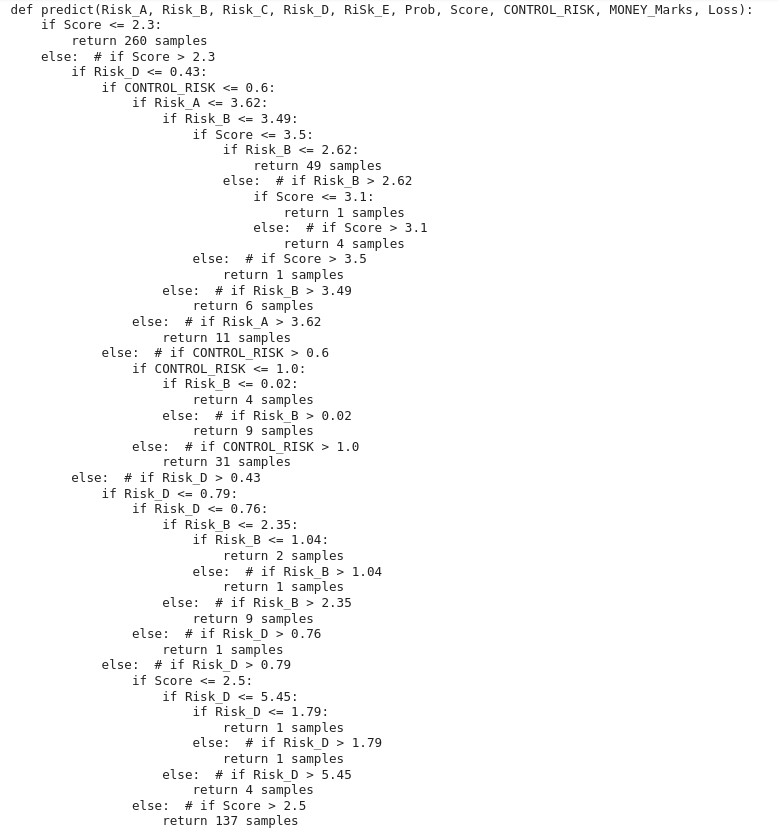 def predict(Risk_A, Risk_B, Risk_C, Risk_D, RiSk_E, Prob, Score, CONTROL_RISK, MONEY_Marks, Loss):
    if Score <= 2.3:
        return 260 samples
    else:  # if Score > 2.3
        if Risk_D <= 0.43:
            if CONTROL_RISK <= 0.6:
                if Risk_A <= 3.62:
                    if Risk_B <= 3.49:
                        if Score <= 3.5:
                            if Risk_B <= 2.62:
                                return 49 samples
                            else:  # if Risk_B > 2.62
                                if Score <= 3.1:
                                    return 1 samples
                                else:  # if Score > 3.1
                                    return 4 samples
                        else:  # if Score > 3.5
                            return 1 samples
                    else:  # if Risk_B > 3.49
                        return 6 samples
                else:  # if Risk_A > 3.62
                    return 11 samples
            else:  # if CONTROL_RISK > 0.6
                if CONTROL_RISK <= 1.0:
                    if Risk_B <= 0.02:
                        return 4 samples
                    else:  # if Risk_B > 0.02
                        return 9 samples
                else:  # if CONTROL_RISK > 1.0
                    return 31 samples
        else:  # if Risk_D > 0.43
            if Risk_D <= 0.79:
                if Risk_D <= 0.76:
                    if Risk_B <= 2.35:
                        if Risk_B <= 1.04:
                            return 2 samples
                        else:  # if Risk_B > 1.04
                            return 1 samples
                    else:  # if Risk_B > 2.35
                        return 9 samples
                else:  # if Risk_D > 0.76
                    return 1 samples
            else:  # if Risk_D > 0.79
                if Score <= 2.5:
                    if Risk_D <= 5.45:
                        if Risk_D <= 1.79:
                            return 1 samples
                        else:  # if Risk_D > 1.79
                            return 1 samples
                    else:  # if Risk_D > 5.45
                        return 4 samples
                else:  # if Score > 2.5
                    return 137 samples